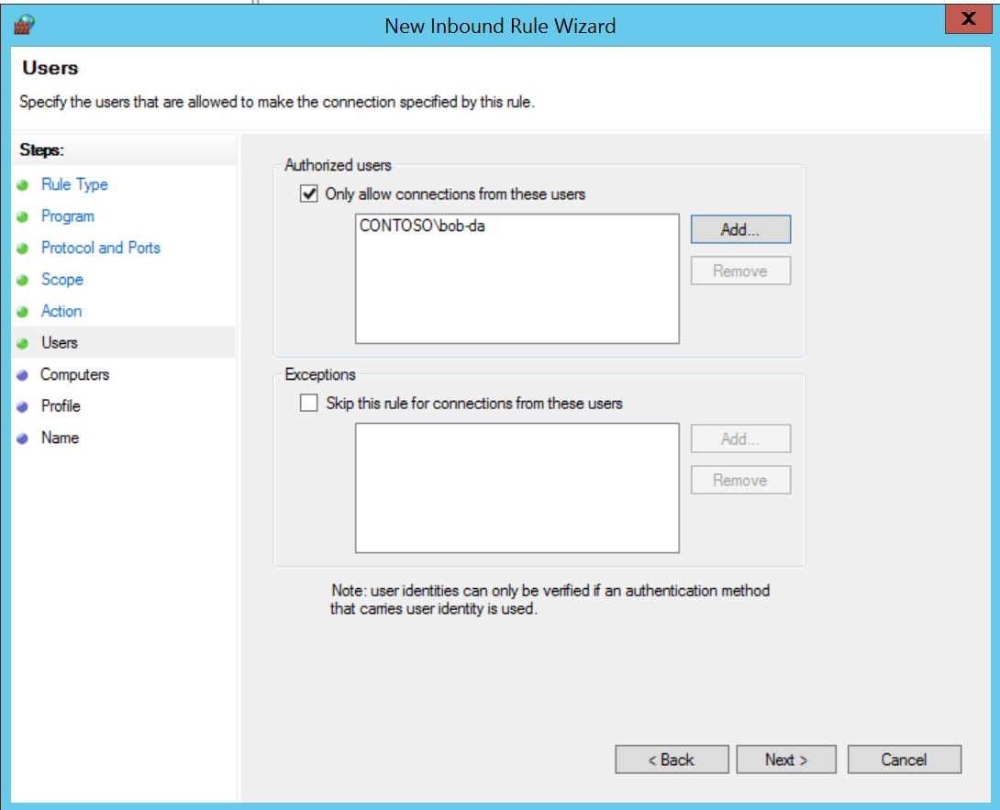 New Inbound Rule Wizard
X
Users
Specify the users that are allowed to make the connection specified by this rule.
Steps:
Rule Type
Program
Protocol and Ports
Scope
Action
Users
Computers
Profile
Name
Authorized users
Only allow connections from these users
CONTOSO\bob-da
Add...
Remove
Exceptions
Skip this rule for connections from these users
Add...
Remove
Note: user identities can only be verified if an authentication method
that carries user identity is used.
< Back
Next >
Cancel